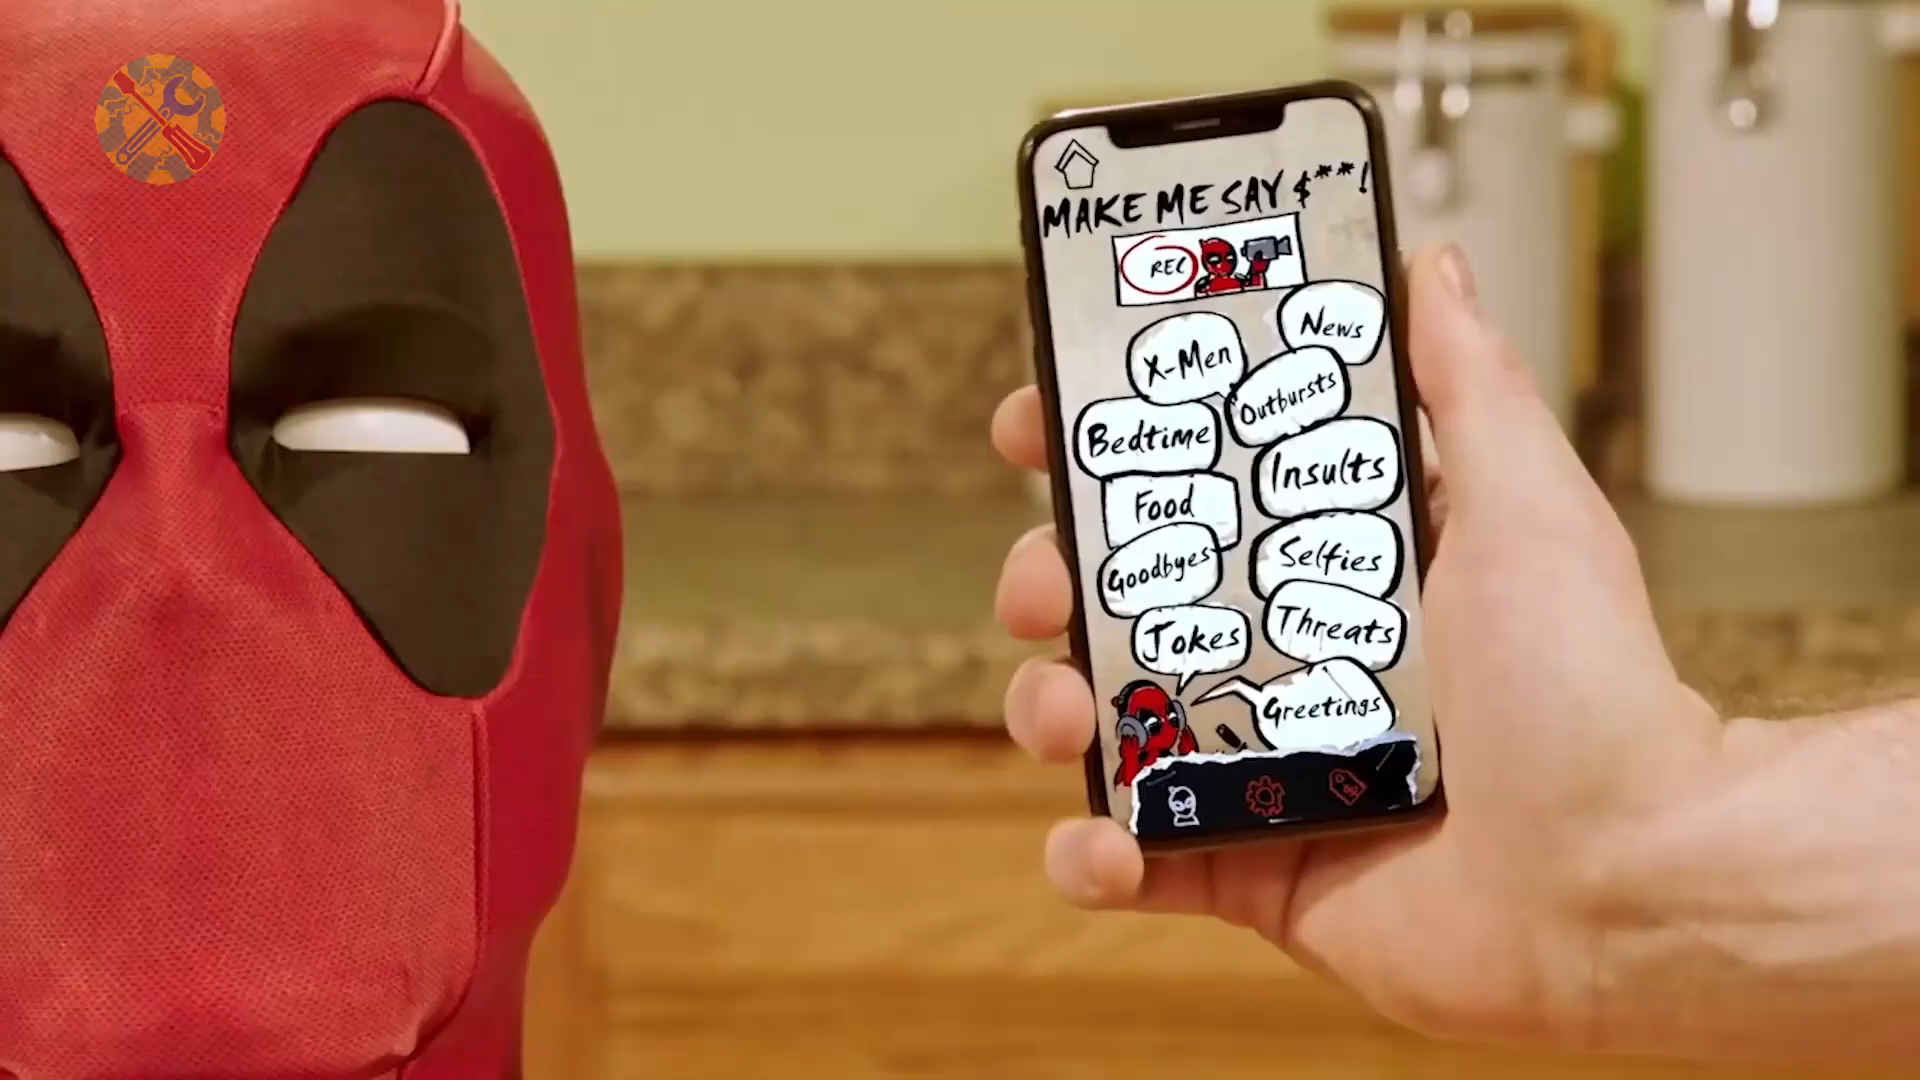 MAKE ME SAY $**!
REC
News
X-Men
Outbursts
Bedtime
Insults
Food
Selfies
Goodbyes
Threats
Jokes
Greetings